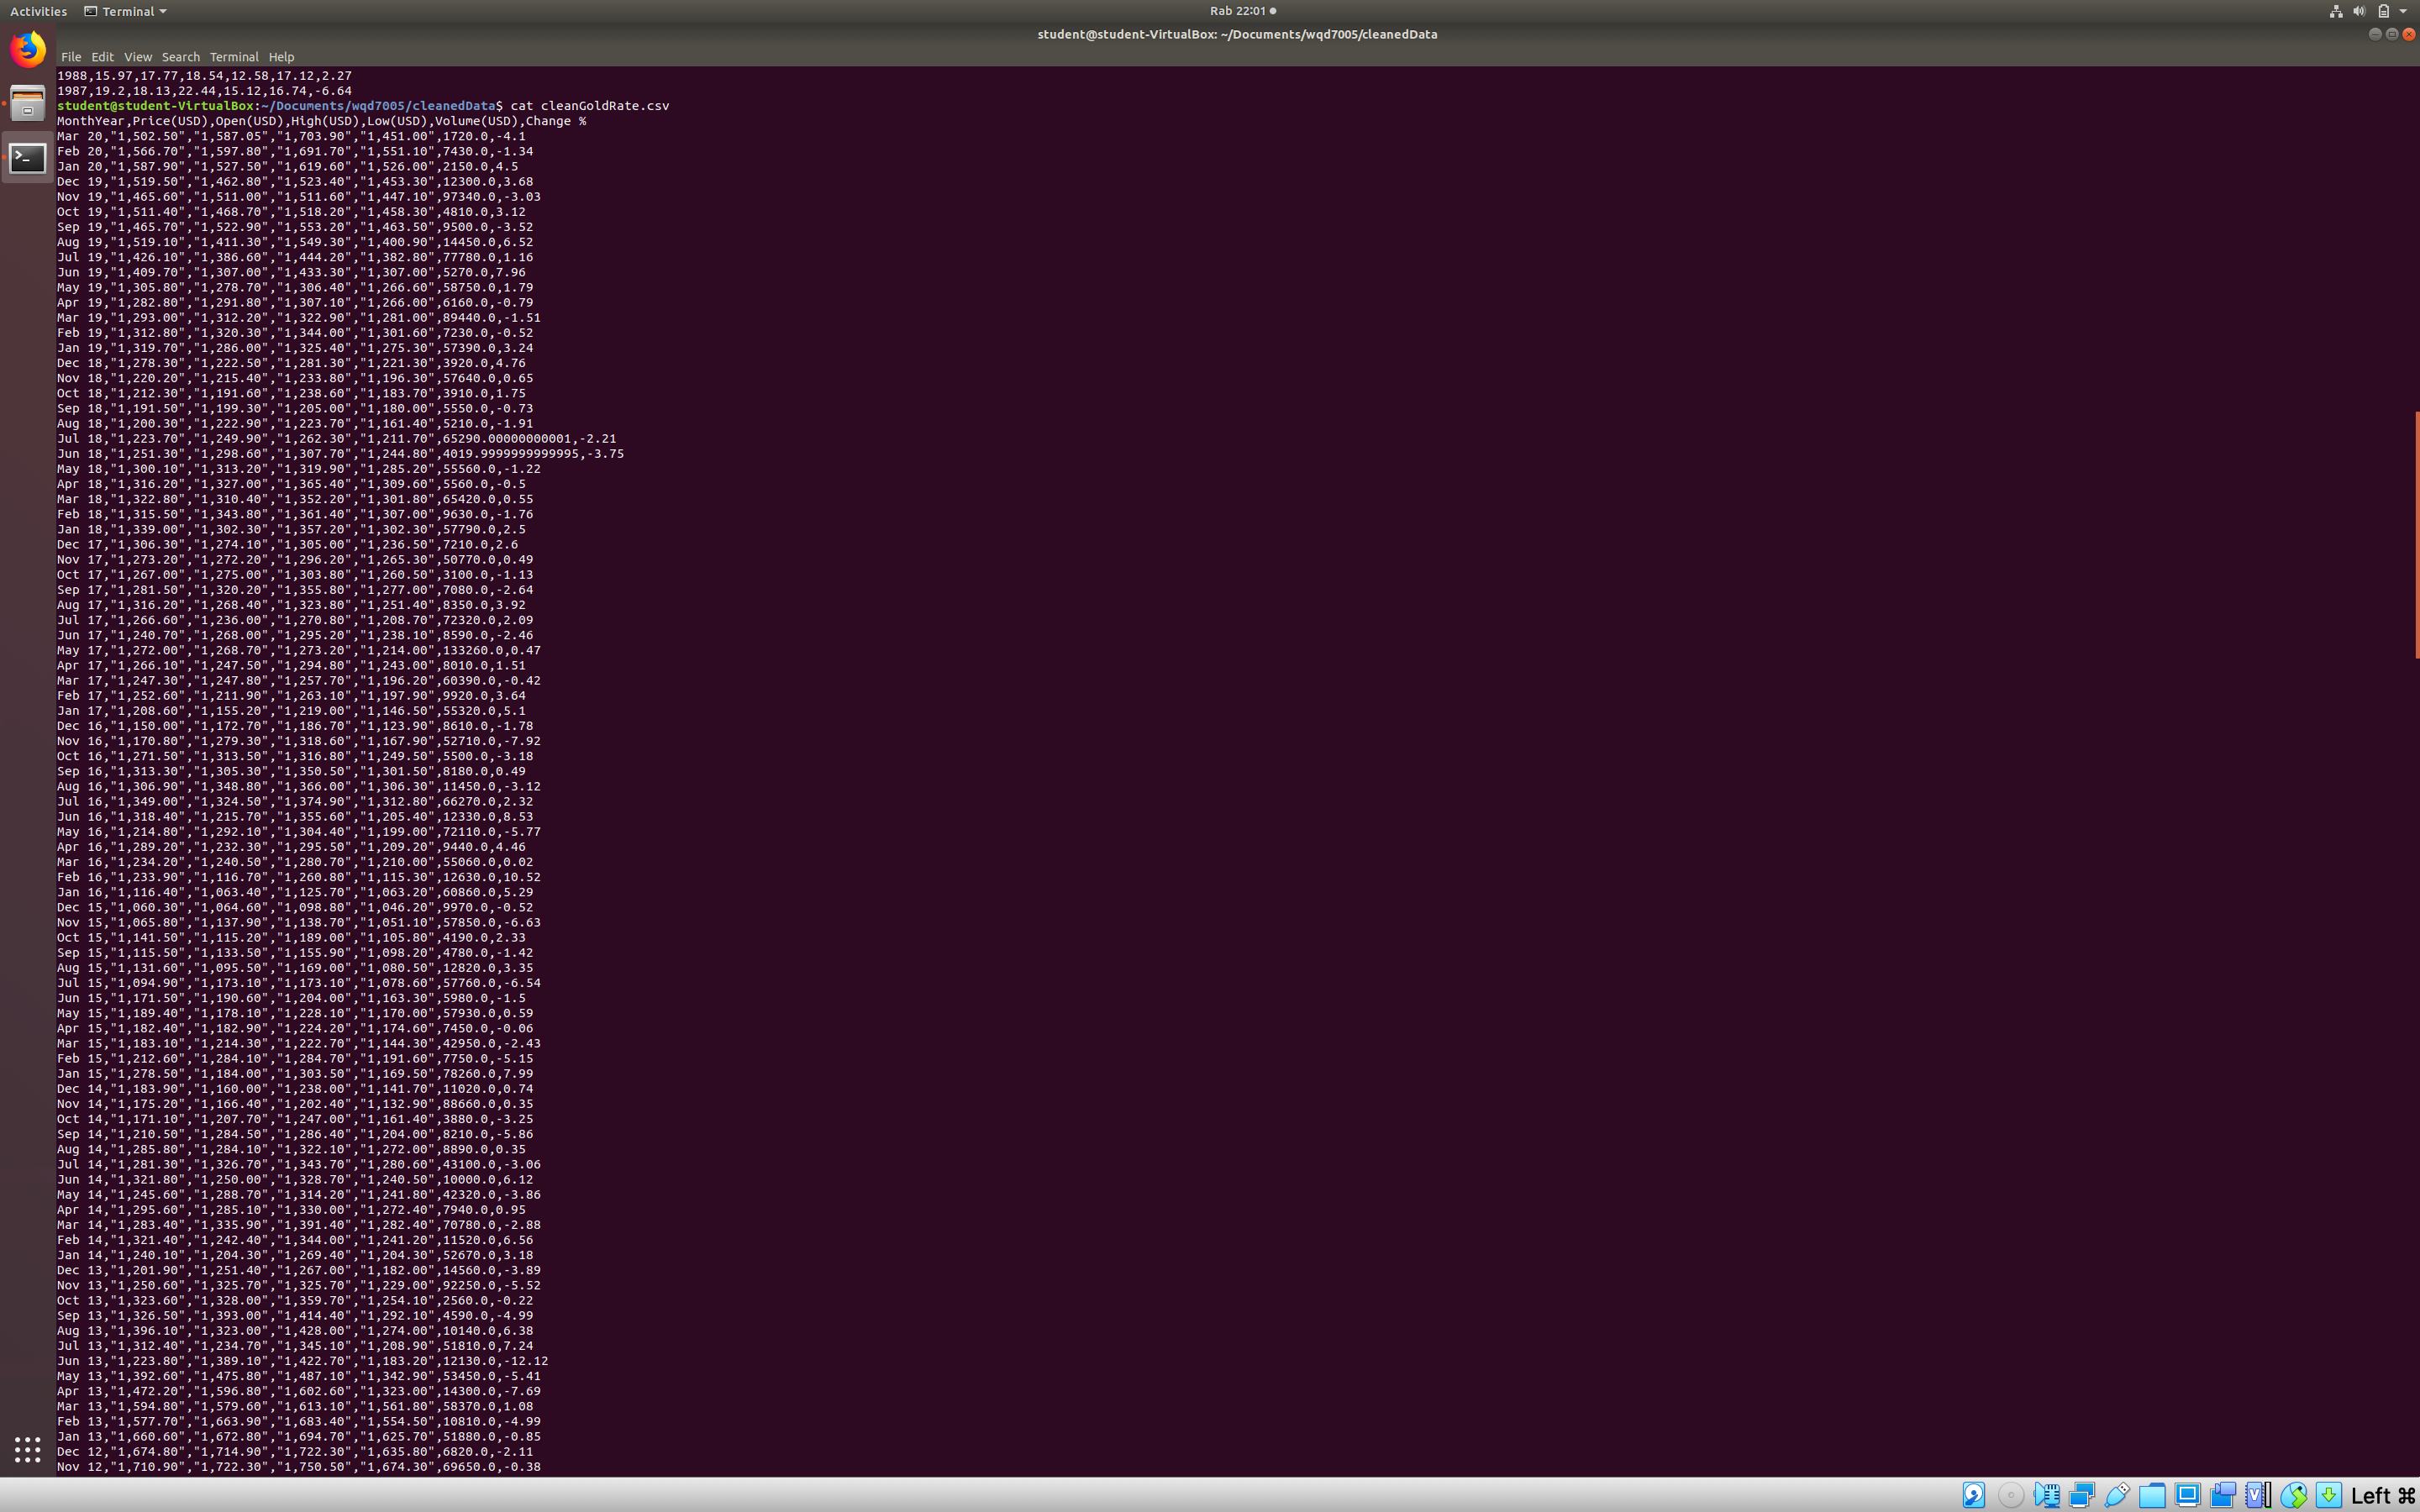 Activities Terminal Rab 22:01
student@student-VirtualBox: ~/Documents/wqd7005/cleanedData
File Edit View Search Terminal Help
1988,15.97,17.77,18.54,12.58,17.12,2.27
1987,19.2,18.13,22.44,15.12,16.74,-6.64
student@student-VirtualBox:~/Documents/wqd7005/cleanedData$ cat cleanGoldRate.csv
MonthYear,Price(USD),Open(USD),High(USD),Low(USD),Volume(USD),Change %
Mar 20,"1,502.50","1,587.05","1,703.90","1,451.00",1720.0,-4.1
Feb 20,"1,566.70","1,597.80","1,691.70","1,551.10",7430.0,-1.34
Jan 20,"1,587.90","1,527.50","1,619.60","1,526.00",2150.0,4.5
Dec 19,"1,519.50","1,462.80","1,523.40","1,453.30",12300.0,3.68
Nov 19,"1,465.60","1,511.00","1,511.60","1,447.10",97340.0,-3.03
Oct 19,"1,511.40","1,468.70","1,518.20","1,458.30",4810.0,3.12
Sep 19,"1,465.70","1,522.90","1,553.20","1,463.50",9500.0,-3.52
Aug 19,"1,519.10","1,411.30","1,549.30","1,400.90",14450.0,6.52
Jul 19,"1,426.10","1,386.60","1,444.20","1,382.80",77780.0,1.16
Jun 19,"1,409.70","1,307.00","1,433.30","1,307.00",5270.0,7.96
May 19,"1,305.80","1,278.70","1,306.40","1,266.60",58750.0,1.79
Apr 19,"1,282.80","1,291.80","1,307.10","1,266.00",6160.0,-0.79
Mar 19,"1,293.00","1,312.20","1,322.90","1,281.00",89440.0,-1.51
Feb 19,"1,312.80","1,320.30","1,344.00","1,301.60",7230.0,-0.52
Jan 19,"1,319.70","1,286.00","1,325.40","1,275.30",57390.0,3.24
Dec 18,"1,278.30","1,222.50","1,281.30","1,221.30",3920.0,4.76
Nov 18,"1,220.20","1,215.40","1,233.80","1,196.30",57640.0,0.65
Oct 18,"1,212.30","1,191.60","1,238.60","1,183.70",3910.0,1.75
Sep 18,"1,191.50","1,199.30","1,205.00","1,180.00",5550.0,-0.73
Aug 18,"1,200.30","1,222.90","1,223.70","1,161.40",5210.0,-1.91
Jul 18,"1,223.70","1,249.90","1,262.30","1,211.70",65290.00000000001,-2.21
Jun 18,"1,251.30","1,298.60","1,307.70","1,244.80",4019.9999999999995,-3.75
May 18,"1,300.10","1,313.20","1,319.90","1,285.20",55560.0,-1.22
Apr 18,"1,316.20","1,327.00","1,365.40","1,309.60",5560.0,-0.5
Mar 18,"1,322.80","1,310.40","1,352.20","1,301.80",65420.0,0.55
Feb 18,"1,315.50","1,343.80","1,361.40","1,307.00",9630.0,-1.76
Jan 18,"1,339.00","1,302.30","1,357.20","1,302.30",57790.0,2.5
Dec 17,"1,306.30","1,274.10","1,305.00","1,236.50",7210.0,2.6
Nov 17,"1,273.20","1,272.20","1,296.20","1,265.30",50770.0,0.49
Oct 17,"1,267.00","1,275.00","1,303.80","1,260.50",3100.0,-1.13
Sep 17,"1,281.50","1,320.20","1,355.80","1,277.00",7080.0,-2.64
Aug 17,"1,316.20","1,268.40","1,323.80","1,251.40",8350.0,3.92
Jul 17,"1,266.60","1,236.00","1,270.80","1,208.70",72320.0,2.09
Jun 17,"1,240.70","1,268.00","1,295.20","1,238.10",8590.0,-2.46
May 17,"1,272.00","1,268.70","1,273.20","1,214.00",133260.0,0.47
Apr 17,"1,266.10","1,247.50","1,294.80","1,243.00",8010.0,1.51
Mar 17,"1,247.30","1,247.80","1,257.70","1,196.20",60390.0,-0.42
Feb 17,"1,252.60","1,211.90","1,263.10","1,197.90",9920.0,3.64
Jan 17,"1,208.60","1,155.20","1,219.00","1,146.50",55320.0,5.1
Dec 16,"1,150.00","1,172.70","1,186.70","1,123.90",8610.0,-1.78
Nov 16,"1,170.80","1,279.30","1,318.60","1,167.90",52710.0,-7.92
Oct 16,"1,271.50","1,313.50","1,316.80","1,249.50",5500.0,-3.18
Sep 16,"1,313.30","1,305.30","1,350.50","1,301.50",8180.0,0.49
Aug 16,"1,306.90","1,348.80","1,366.00","1,306.30",11450.0,-3.12
Jul 16,"1,349.00","1,324.50","1,374.90","1,312.80",66270.0,2.32
Jun 16,"1,318.40","1,215.70","1,355.60","1,205.40",12330.0,8.53
May 16,"1,214.80","1,292.10","1,304.40","1,199.00",72110.0,-5.77
Apr 16,"1,289.20","1,232.30","1,295.50","1,209.20",9440.0,4.46
Mar 16,"1,234.20","1,240.50","1,280.70","1,210.00",55060.0,0.02
Feb 16,"1,233.90","1,116.70","1,260.80","1,115.30",12630.0,10.52
Jan 16,"1,116.40","1,063.40","1,125.70","1,063.20",60860.0,5.29
Dec 15,"1,060.30","1,064.60","1,098.80","1,046.20",9970.0,-0.52
Nov 15,"1,065.80","1,137.90","1,138.70","1,051.10",57850.0,-6.63
Oct 15,"1,141.50","1,115.20","1,189.00","1,105.80",4190.0,2.33
Sep 15,"1,115.50","1,133.50","1,155.90","1,098.20",4780.0,-1.42
Aug 15,"1,131.60","1,095.50","1,169.00","1,080.50",12820.0,3.35
Jul 15,"1,094.90","1,173.10","1,173.10","1,078.60",57760.0,-6.54
Jun 15,"1,171.50","1,190.60","1,204.00","1,163.30",5980.0,-1.5
May 15,"1,189.40","1,178.10","1,228.10","1,170.00",57930.0,0.59
Apr 15,"1,182.40","1,182.90","1,224.20","1,174.60",7450.0,-0.06
Mar 15,"1,183.10","1,214.30","1,222.70","1,144.30",42950.0,-2.43
Feb 15,"1,212.60","1,284.10","1,284.70","1,191.60",7750.0,-5.15
Jan 15,"1,278.50","1,184.00","1,303.50","1,169.50",78260.0,7.99
Dec 14,"1,183.90","1,160.00","1,238.00","1,141.70",11020.0,0.74
Nov 14,"1,175.20","1,166.40","1,202.40","1,132.90",88660.0,0.35
Oct 14,"1,171.10","1,207.70","1,247.00","1,161.40",3880.0,-3.25
Sep 14,"1,210.50","1,284.50","1,286.40","1,204.00",8210.0,-5.86
Aug 14,"1,285.80","1,284.10","1,322.10","1,272.00",8890.0,0.35
Jul 14,"1,281.30","1,326.70","1,343.70","1,280.60",43100.0,-3.06
Jun 14,"1,321.80","1,250.00","1,328.70","1,240.50",10000.0,6.12
May 14,"1,245.60","1,288.70","1,314.20","1,241.80",42320.0,-3.86
Apr 14,"1,295.60","1,285.10","1,330.00","1,272.40",7940.0,0.95
Mar 14,"1,283.40","1,335.90","1,391.40","1,282.40",70780.0,-2.88
Feb 14,"1,321.40","1,242.40","1,344.00","1,241.20",11520.0,6.56
Jan 14,"1,240.10","1,204.30","1,269.40","1,204.30",52670.0,3.18
Dec 13,"1,201.90","1,251.40","1,267.00","1,182.00",14560.0,-3.89
Nov 13,"1,250.60","1,325.70","1,325.70","1,229.00",92250.0,-5.52
Oct 13,"1,323.60","1,328.00","1,359.70","1,254.10",2560.0,-0.22
Sep 13,"1,326.50","1,393.00","1,414.40","1,292.10",4590.0,-4.99
Aug 13,"1,396.10","1,323.00","1,428.00","1,274.00",10140.0,6.38
Jul 13,"1,312.40","1,234.70","1,345.10","1,208.90",51810.0,7.24
Jun 13,"1,223.80","1,389.10","1,422.70","1,183.20",12130.0,-12.12
May 13,"1,392.60","1,475.80","1,487.10","1,342.90",53450.0,-5.41
Apr 13,"1,472.20","1,596.80","1,602.60","1,323.00",14300.0,-7.69
Mar 13,"1,594.80","1,579.60","1,613.10","1,561.80",58370.0,1.08
Feb 13,"1,577.70","1,663.90","1,683.40","1,554.50",10810.0,-4.99
Jan 13,"1,660.60","1,672.80","1,694.70","1,625.70",51880.0,-0.85
Dec 12,"1,674.80","1,714.90","1,722.30","1,635.80",6820.0,-2.11
Nov 12,"1,710.90","1,722.30","1,750.50","1,674.30",69650.0,-0.38
Left ⌘